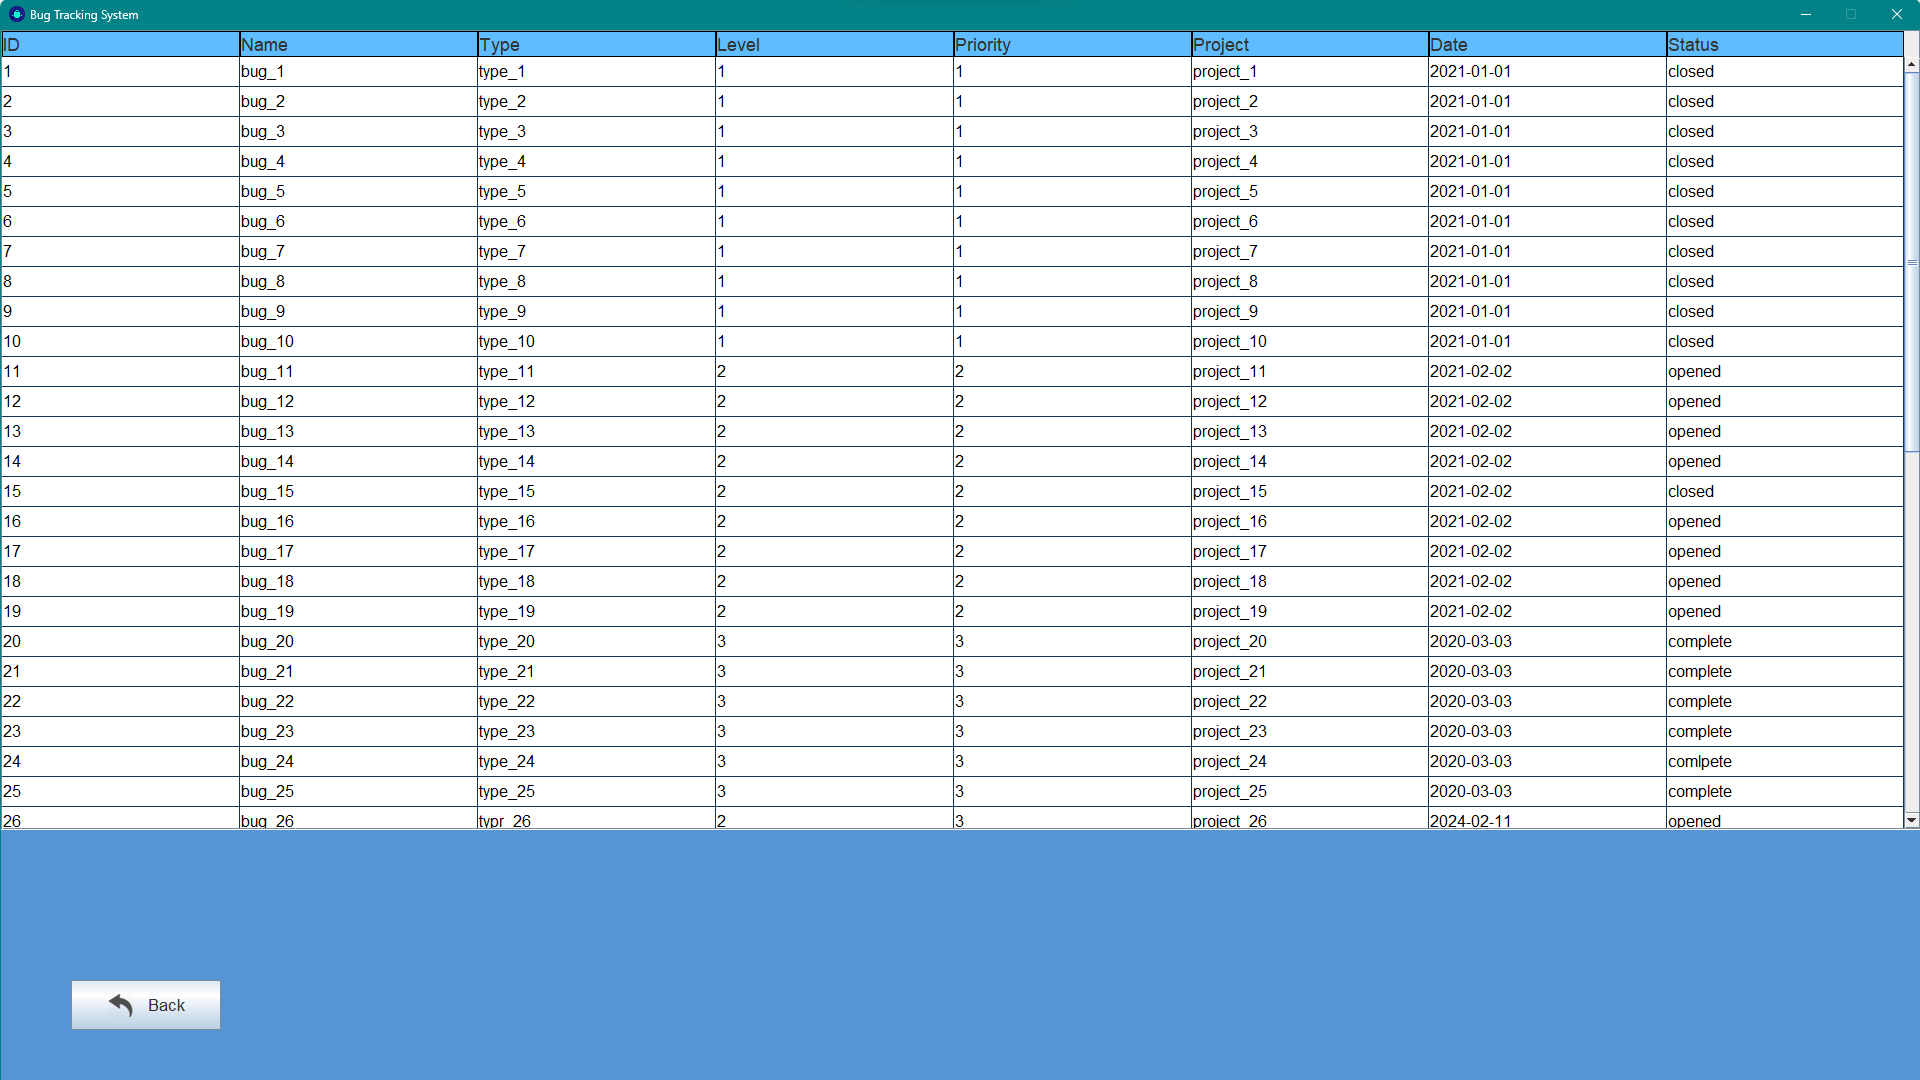 Bug Tracking System
ID Name Type Level Priority Project Date Status
1 bug_1 type_1 1 1 project_1 2021-01-01 closed
2 bug_2 type_2 1 1 project_2 2021-01-01 closed
3 bug_3 type_3 1 1 project_3 2021-01-01 closed
4 bug_4 type_4 1 1 project_4 2021-01-01 closed
5 bug_5 type_5 1 1 project_5 2021-01-01 closed
6 bug_6 type_6 1 1 project_6 2021-01-01 closed
7 bug_7 type_7 1 1 project_7 2021-01-01 closed
8 bug_8 type_8 1 1 project_8 2021-01-01 closed
9 bug_9 type_9 1 1 project_9 2021-01-01 closed
10 bug_10 type_10 1 1 project_10 2021-01-01 closed
11 bug_11 type_11 2 2 project_11 2021-02-02 opened
12 bug_12 type_12 2 2 project_12 2021-02-02 opened
13 bug_13 type_13 2 2 project_13 2021-02-02 opened
14 bug_14 type_14 2 2 project_14 2021-02-02 opened
15 bug_15 type_15 2 2 project_15 2021-02-02 closed
16 bug_16 type_16 2 2 project_16 2021-02-02 opened
17 bug_17 type_17 2 2 project_17 2021-02-02 opened
18 bug_18 type_18 2 2 project_18 2021-02-02 opened
19 bug_19 type_19 2 2 project_19 2021-02-02 opened
20 bug_20 type_20 3 3 project_20 2020-03-03 complete
21 bug_21 type_21 3 3 project_21 2020-03-03 complete
22 bug_22 type_22 3 3 project_22 2020-03-03 complete
23 bug_23 type_23 3 3 project_23 2020-03-03 complete
24 bug_24 type_24 3 3 project_24 2020-03-03 comlpete
25 bug_25 type_25 3 3 project_25 2020-03-03 complete
26 bug_26 typr_26 2 3 project_26 2024-02-11 opened
Back